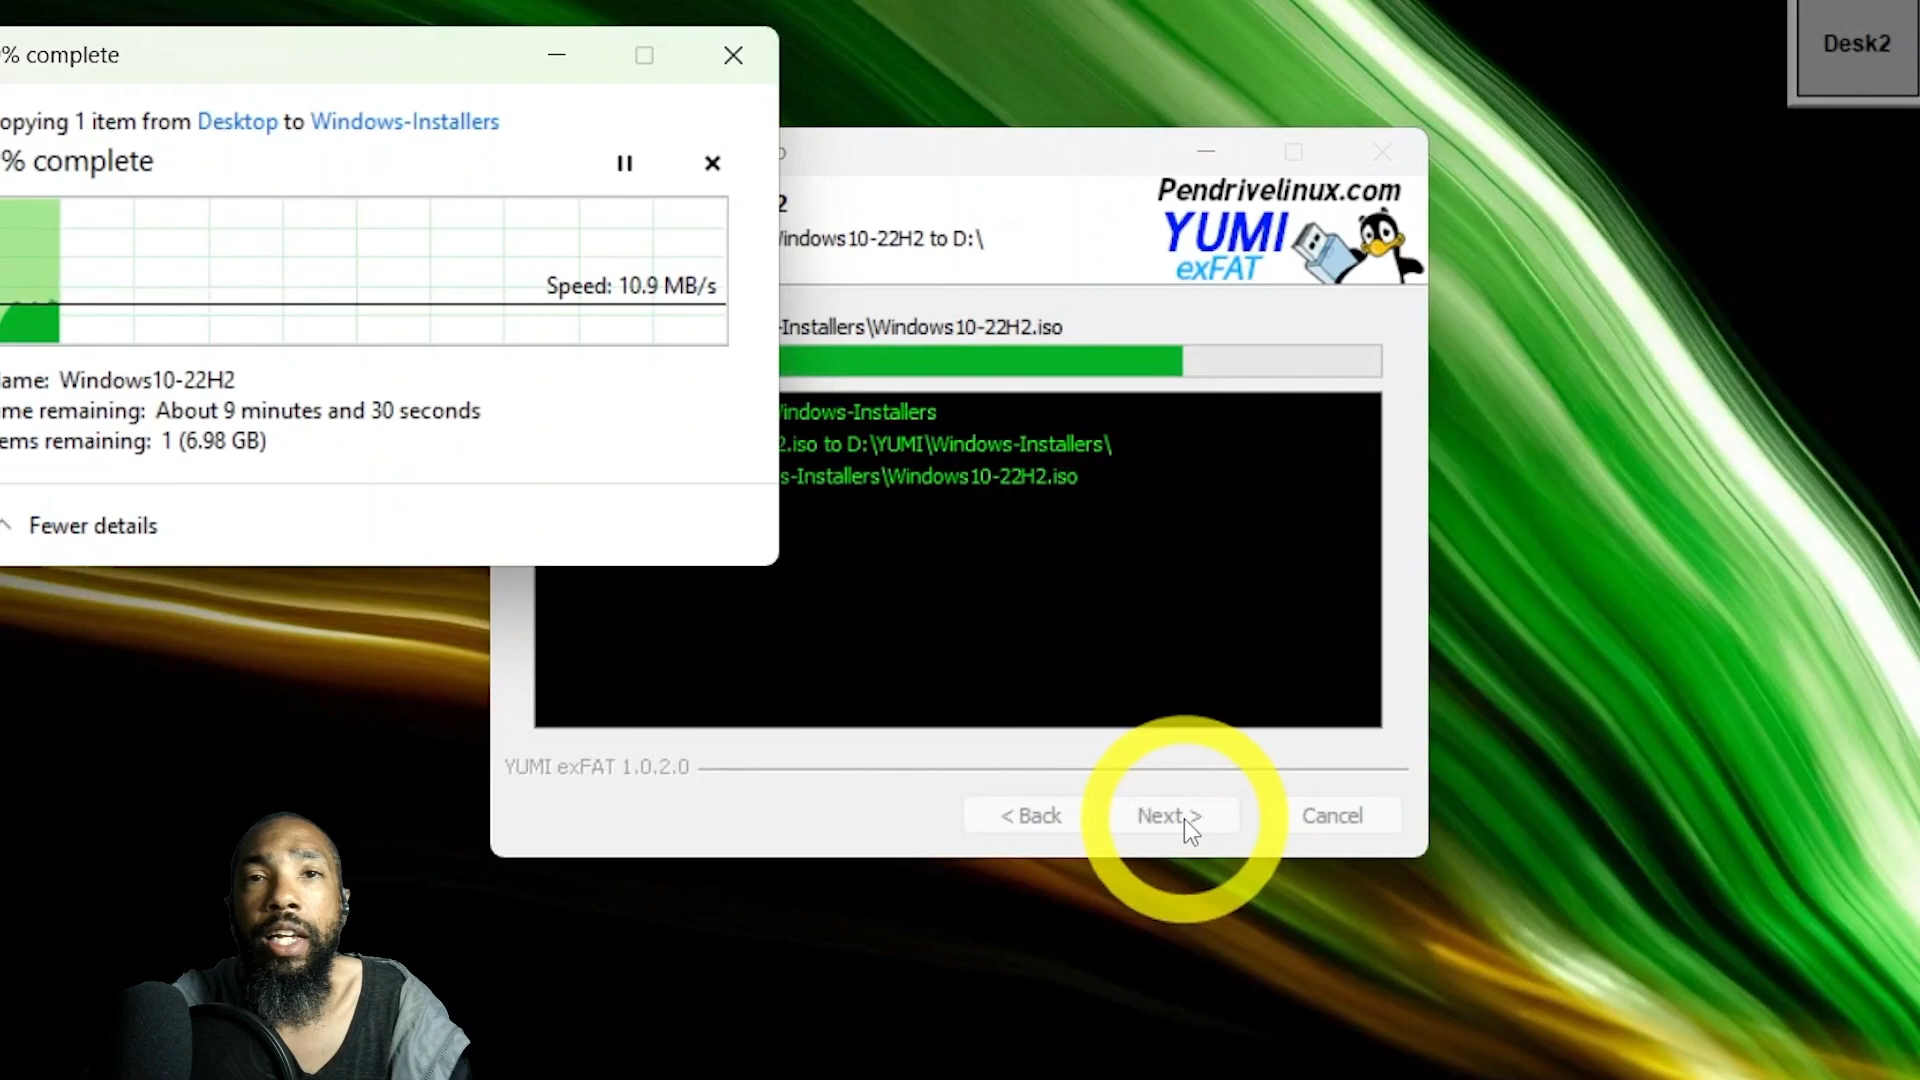 % complete
opying 1 item from Desktop to Windows-Installers
% complete
Speed: 10.9 MB/s
ame: Windows10-22H2
me remaining: About 9 minutes and 30 seconds
ems remaining: 1 (6.98 GB)
Fewer details
Desk2
2
indows10-22H2 to D:\
Pendrivelinux.com
YUMI
exFAT
-Installers\Windows10-22H2.iso
indows-Installers
2.iso to D:\YUMI\Windows-Installers\
s-Installers\Windows10-22H2.iso
YUMI exFAT 1.0.2.0
< Back
Next >
Cancel